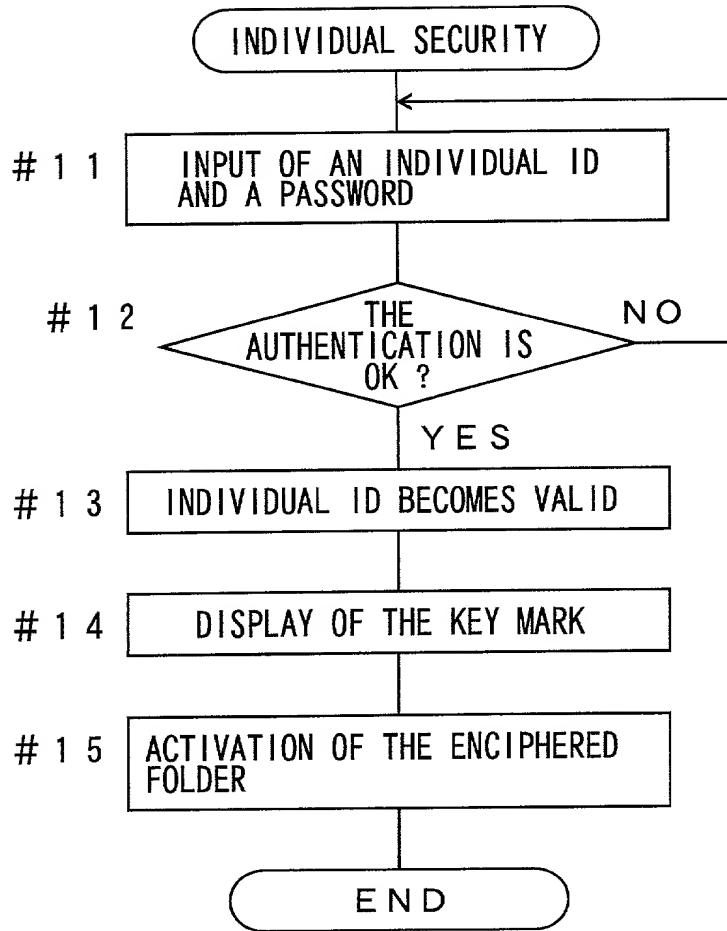 INDIVIDUAL SECURITY
#11
INPUT OF AN INDIVIDUAL ID
AND A PASSWORD
#12
THE
AUTHENTICATION IS
OK ?
NO
YES
#13
INDIVIDUAL ID BECOMES VALID
#14
DISPLAY OF THE KEY MARK
#15
ACTIVATION OF THE ENCIPHERED
FOLDER
END